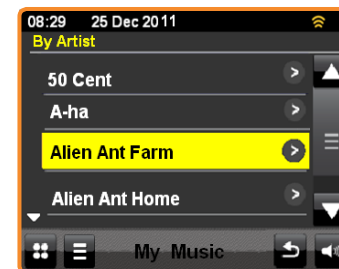 08:29 25 Dec 2011
By Artist
50 Cent
A-ha
Alien Ant Farm
Alien Ant Home
My Music